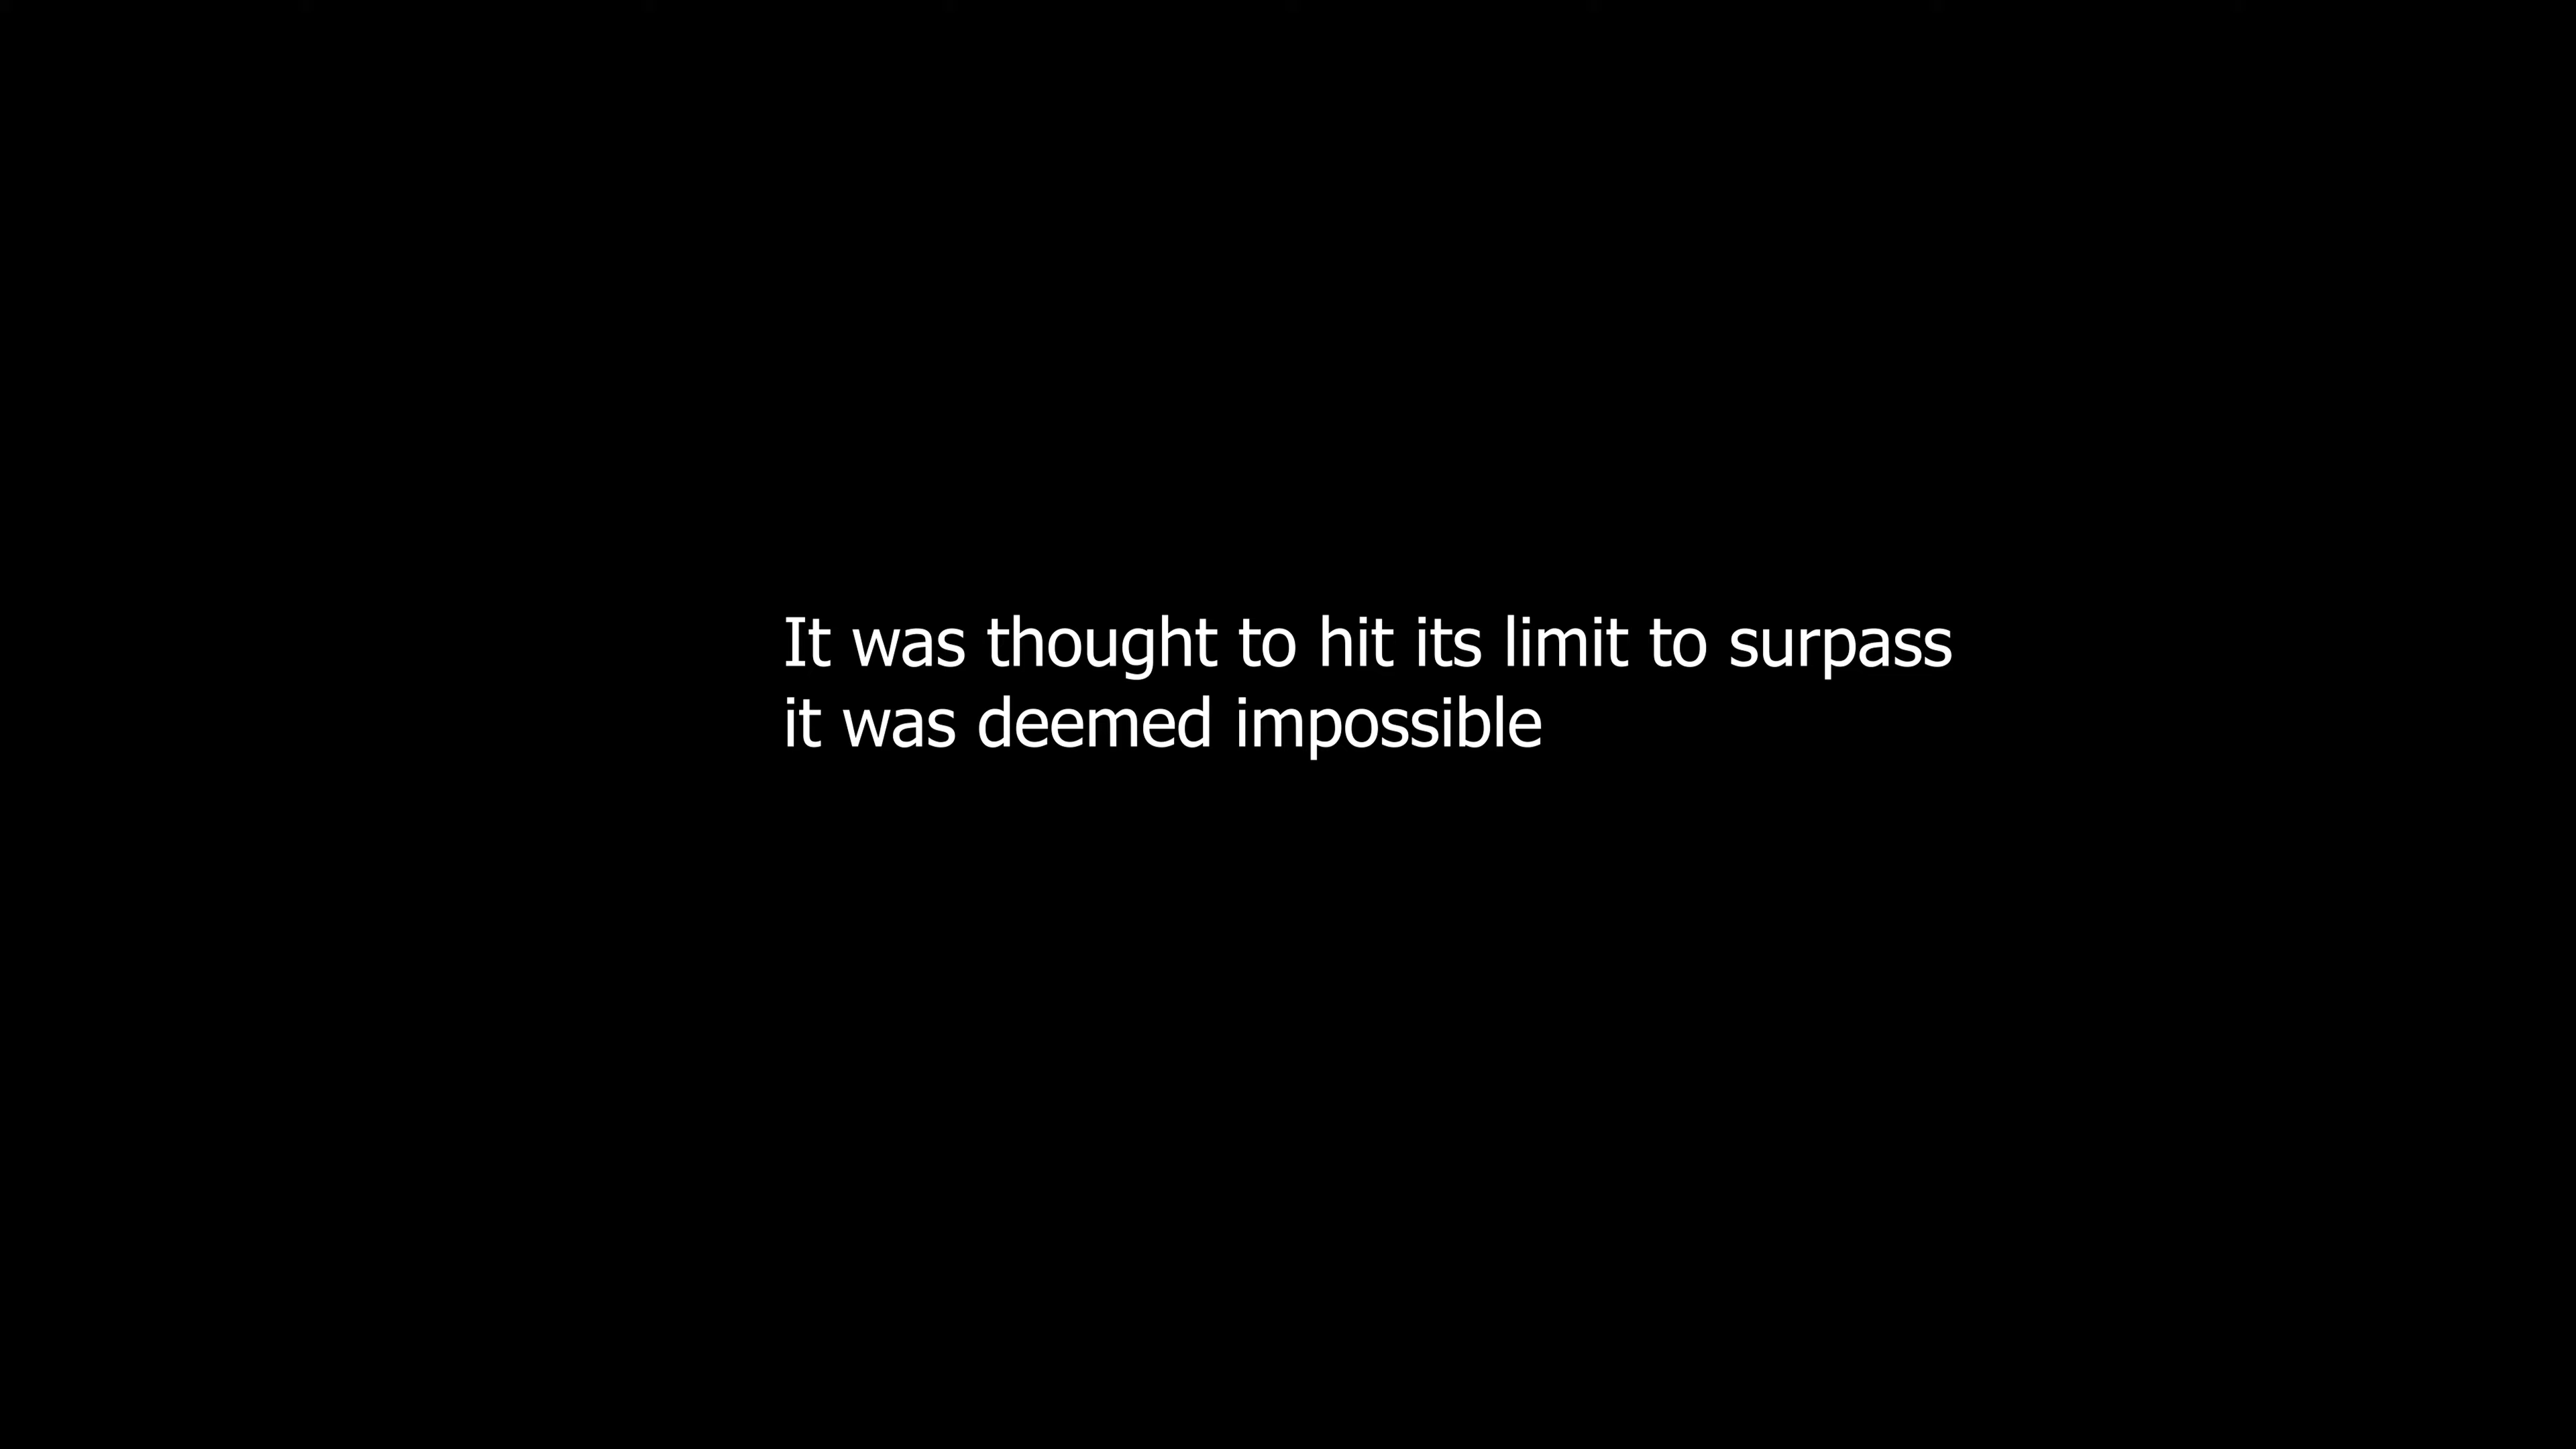 It was thought to hit its limit to surpass
it was deemed impossible